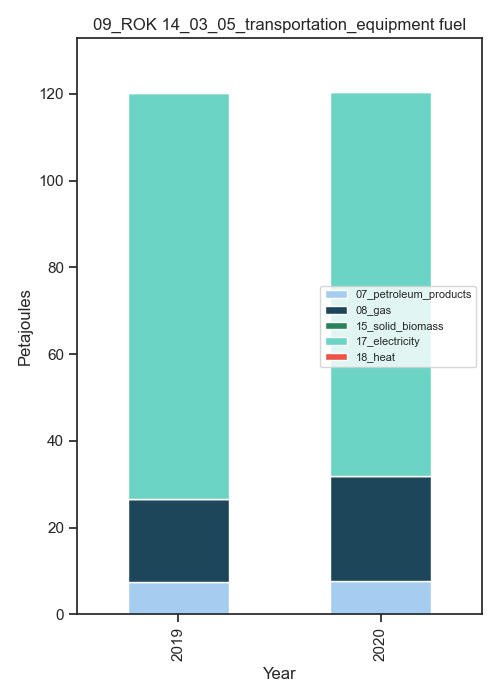 09_ROK 14_03_05_transportation_equipment fuel
Petajoules
120
100
80
60
40
20
0
07_petroleum_products
08_gas
15_solid_biomass
17_electricity
18_heat
2019
2020
Year